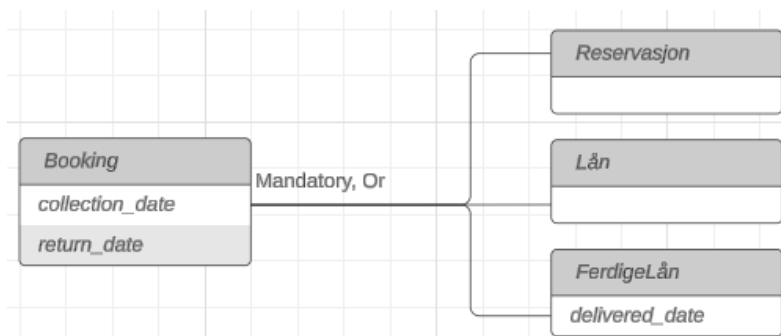 Reservasjon
Booking
collection_date
return_date
Mandatory, Or
Lån
FerdigeLån
delivered_date